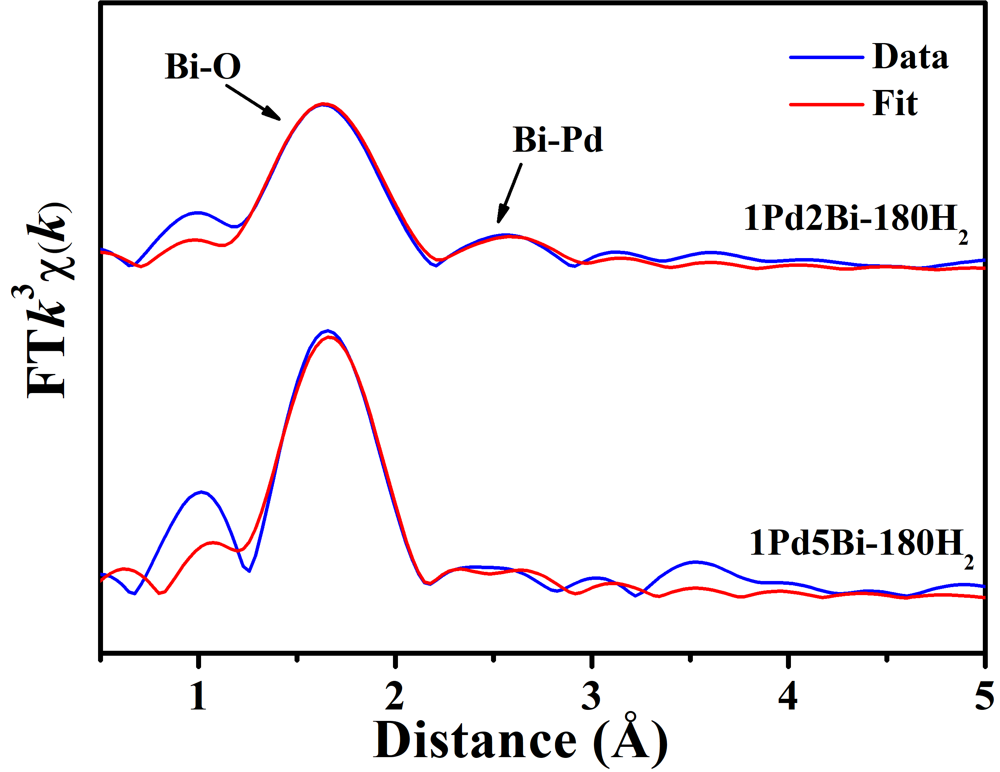 Data
Fit
Bi-O
Bi-Pd
1Pd2Bi-180H₂
1Pd5Bi-180H₂
FTk³χ(k)
1 2 3 4 5
Distance (Å)